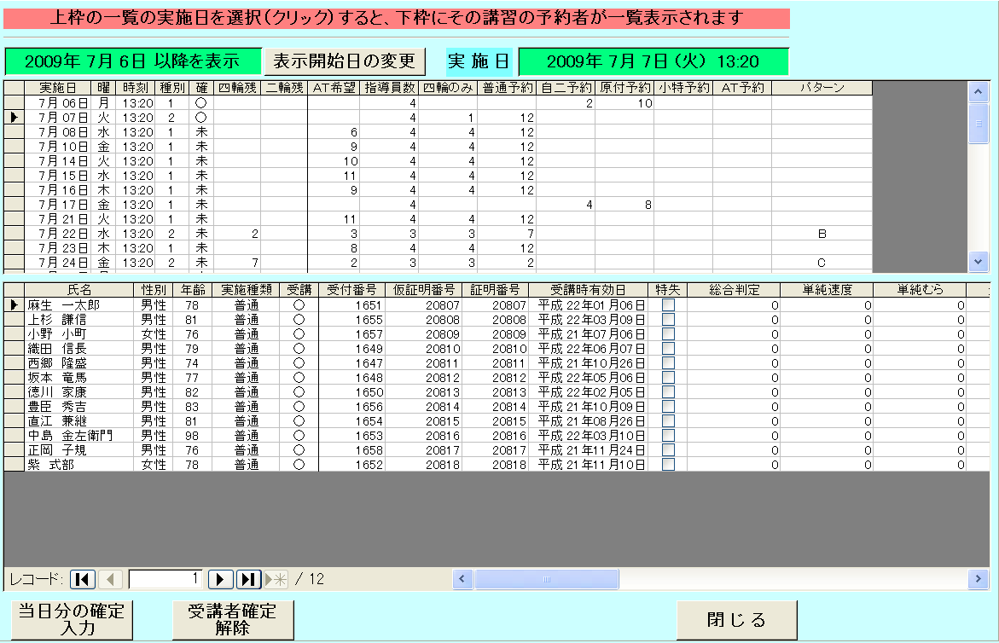 上枠の一覧の実施日を選択(クリック)すると、下枠にその講習の予約者が一覧表示されます
2009年 7月 6日 以降を表示 表示開始日の変更 実 施 日 2009年 7月 7日 (火) 13:20
実施日 曜 時刻 種別 確 四輪残 二輪残 AT希望 指導員数 四輪のみ 普通予約 自二予約 原付予約 小特予約 AT予約 パターン
7月 06日 月 13:20 1 ○ 4 2 10
7月 07日 火 13:20 2 ○ 4 1 12
7月 08日 水 13:20 1 未 6 4 4 12
7月 10日 金 13:20 1 未 9 4 4 12
7月 14日 火 13:20 1 未 10 4 4 12
7月 15日 水 13:20 1 未 11 4 4 12
7月 16日 木 13:20 1 未 9 4 4 12
7月 17日 金 13:20 1 未 4 4 8
7月 21日 火 13:20 1 未 11 4 4 12
7月 22日 水 13:20 2 未 2 3 3 3 7 B
7月 23日 木 13:20 1 未 8 4 4 12
7月 24日 金 13:20 2 未 7 2 3 3 2 C
氏名 性別 年齢 実施種類 受講 受付番号 仮証明番号 証明番号 受講時有効日 特失 総合判定 単純速度 単純むら
麻生 一太郎 男性 78 普通 ○ 1651 20807 20807 平成 22年01月06日 0 0 0
上杉 謙信 男性 81 普通 ○ 1655 20808 20808 平成 22年03月09日 0 0 0
小野 小町 女性 76 普通 ○ 1657 20809 20809 平成 21年07月06日 0 0 0
織田 信長 男性 79 普通 ○ 1649 20810 20810 平成 22年06月07日 0 0 0
西郷 隆盛 男性 74 普通 ○ 1647 20811 20811 平成 21年10月26日 0 0 0
坂本 竜馬 男性 77 普通 ○ 1648 20812 20812 平成 22年05月06日 0 0 0
徳川 家康 男性 82 普通 ○ 1650 20813 20813 平成 22年02月05日 0 0 0
豊臣 秀吉 男性 83 普通 ○ 1656 20814 20814 平成 21年10月09日 0 0 0
直江 兼継 男性 81 普通 ○ 1654 20815 20815 平成 21年08月26日 0 0 0
中島 金左衛門 男性 98 普通 ○ 1653 20816 20816 平成 22年03月10日 0 0 0
正岡 子規 男性 76 普通 ○ 1658 20817 20817 平成 21年11月24日 0 0 0
紫 式部 女性 78 普通 ○ 1652 20818 20818 平成 21年11月10日 0 0 0
レコード: 1 / 12
当日分の確定
入力
受講者確定
解除
閉じる